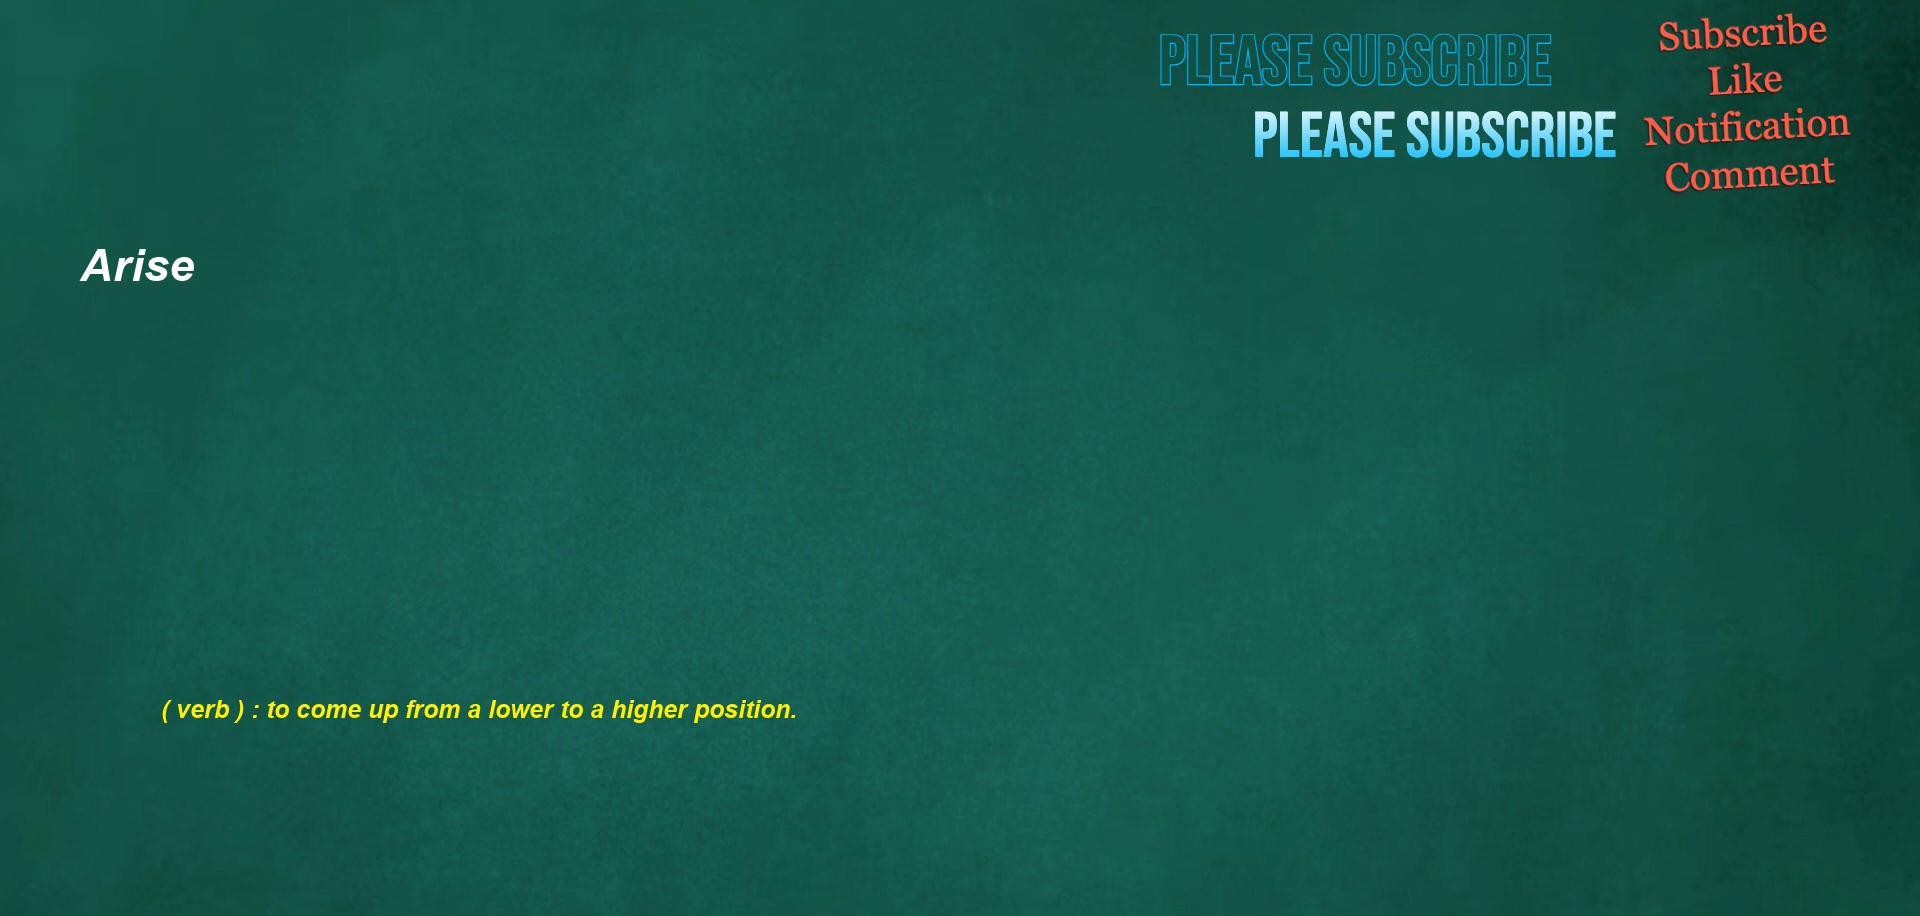 PLEASE SUBSCRIBE
PLEASE SUBSCRIBE
Subscribe
Like
Notification
Comment
Arise
( verb ) : to come up from a lower to a higher position.